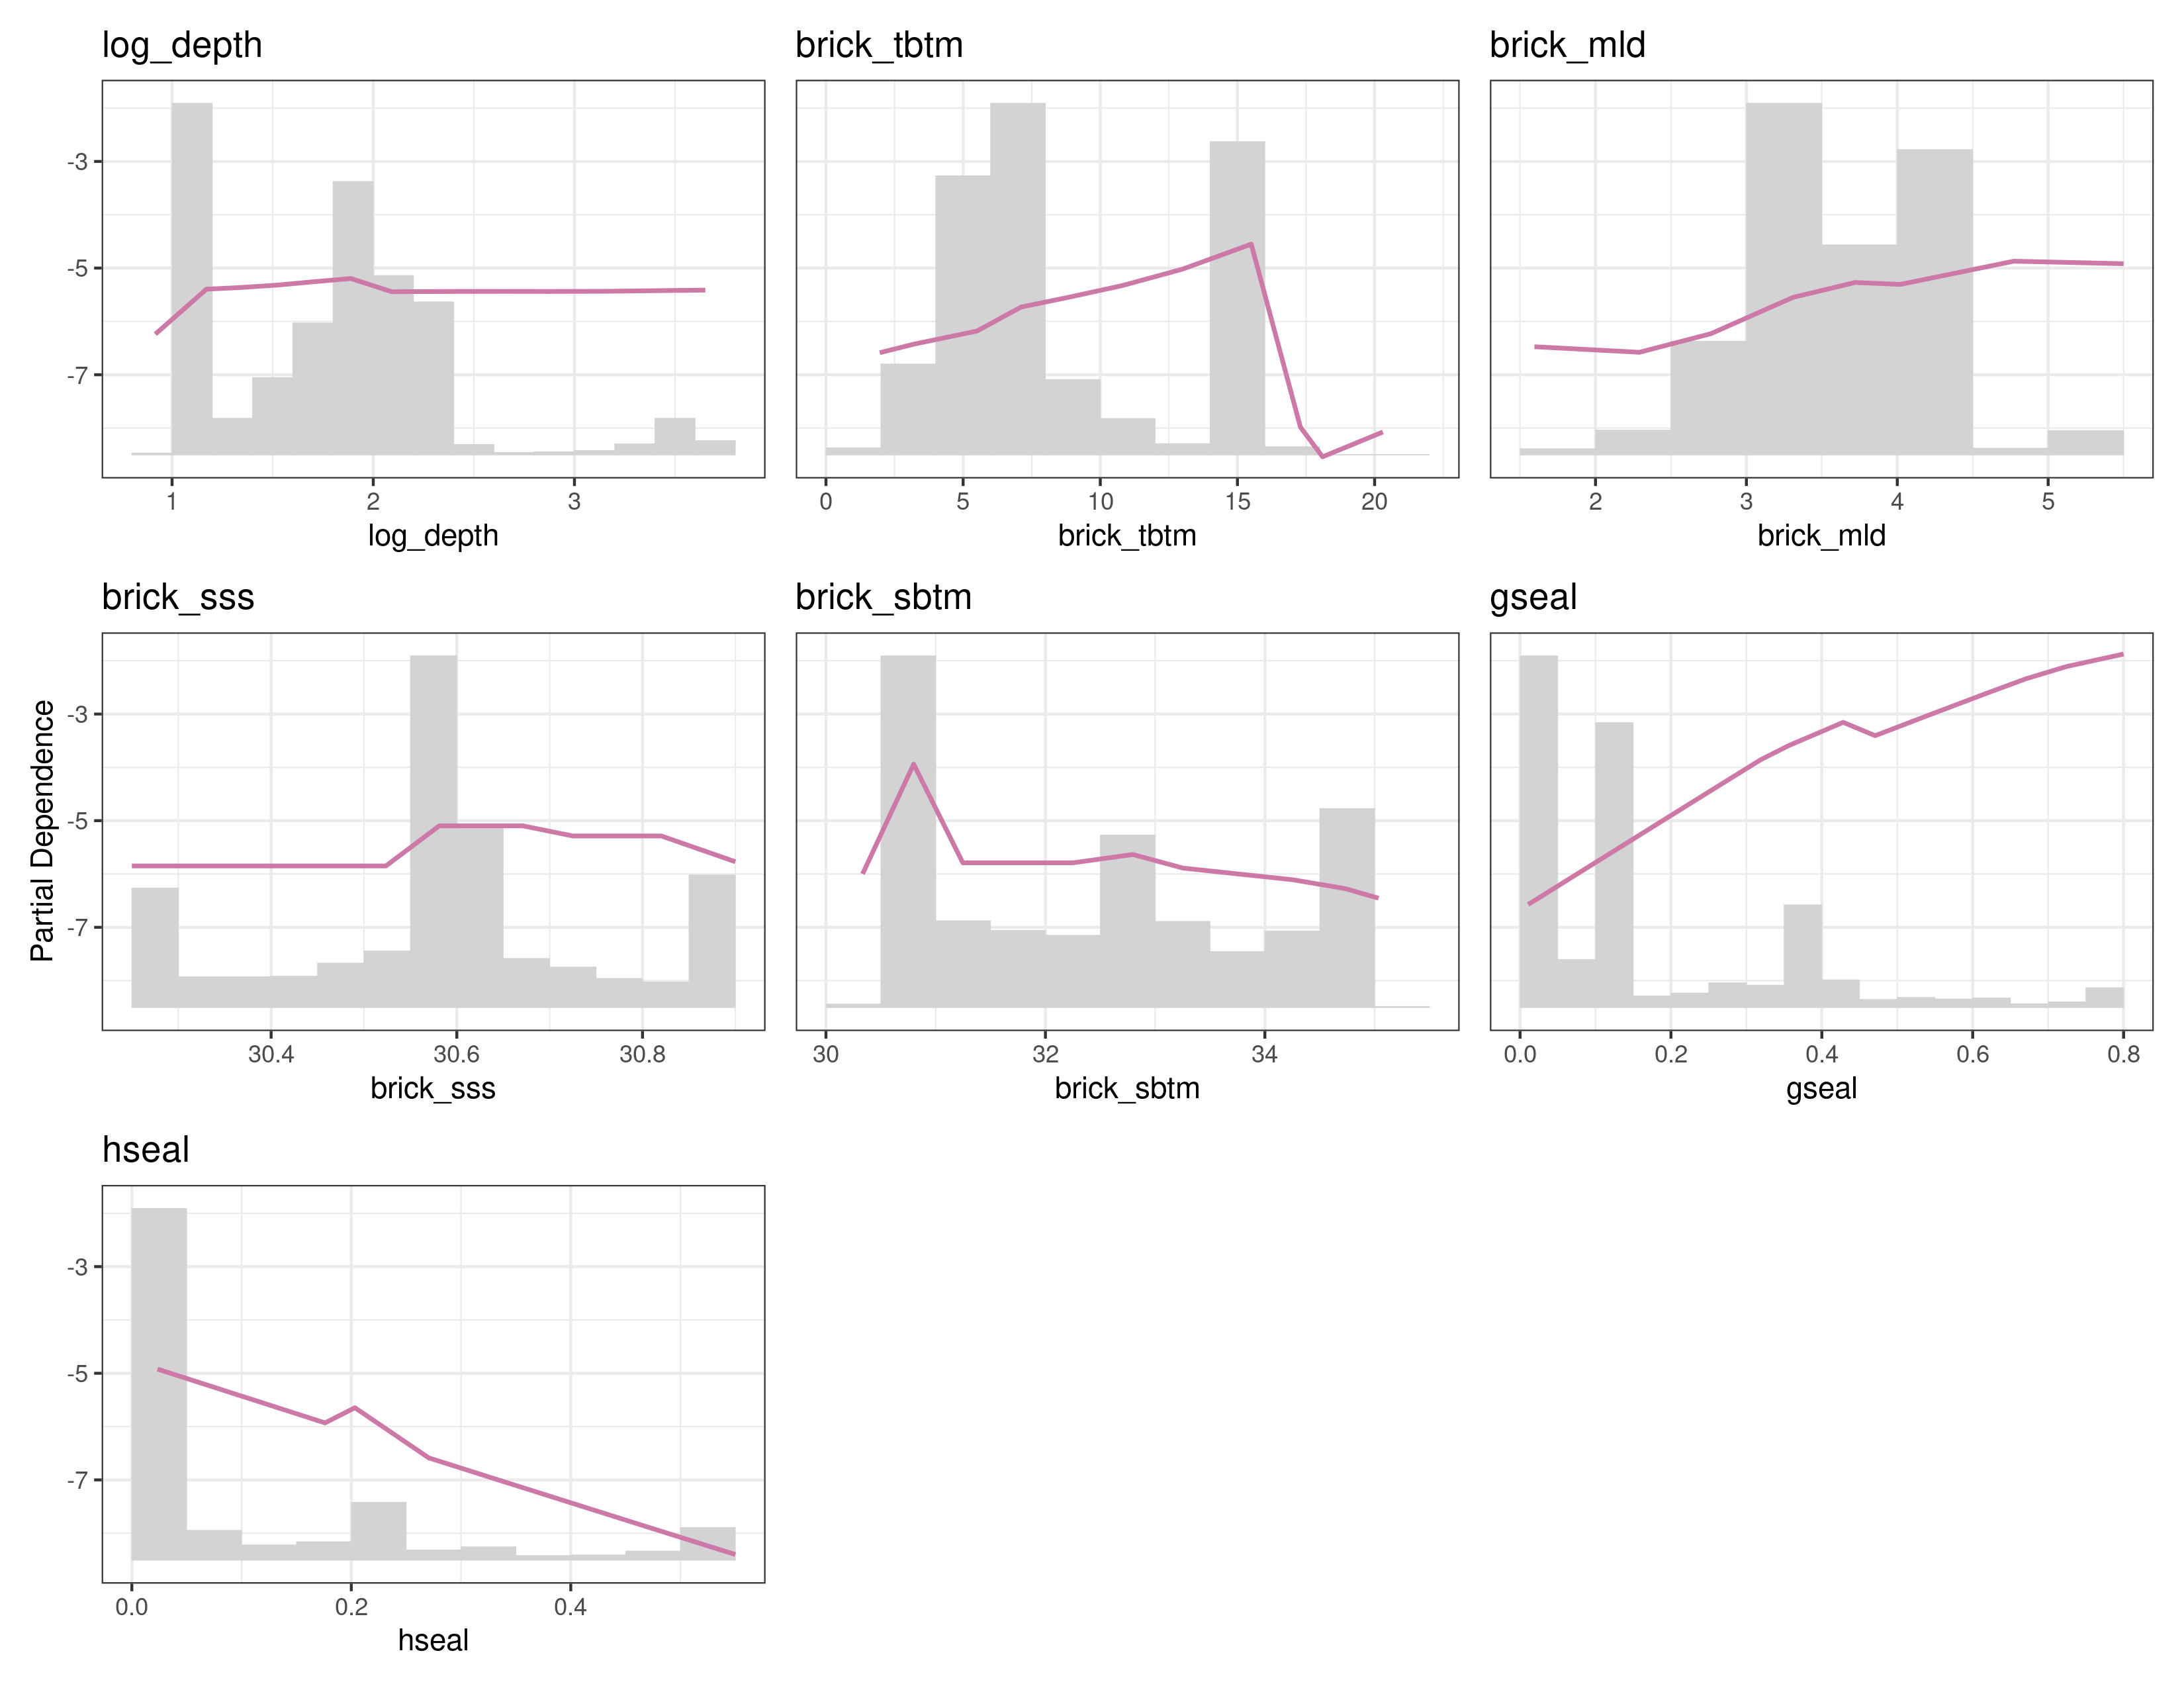 log_depth
brick_tbtm
brick_mld
-3
-5
-7
1 2 3
0 5 10 15 20
2 3 4 5
log_depth
brick_tbtm
brick_mld
brick_sss
brick_sbtm
gseal
Partial Dependence
-3
-5
-7
30.4 30.6 30.8
30 32 34
0.0 0.2 0.4 0.6 0.8
brick_sss
brick_sbtm
gseal
hseal
-3
-5
-7
0.0 0.2 0.4
hseal